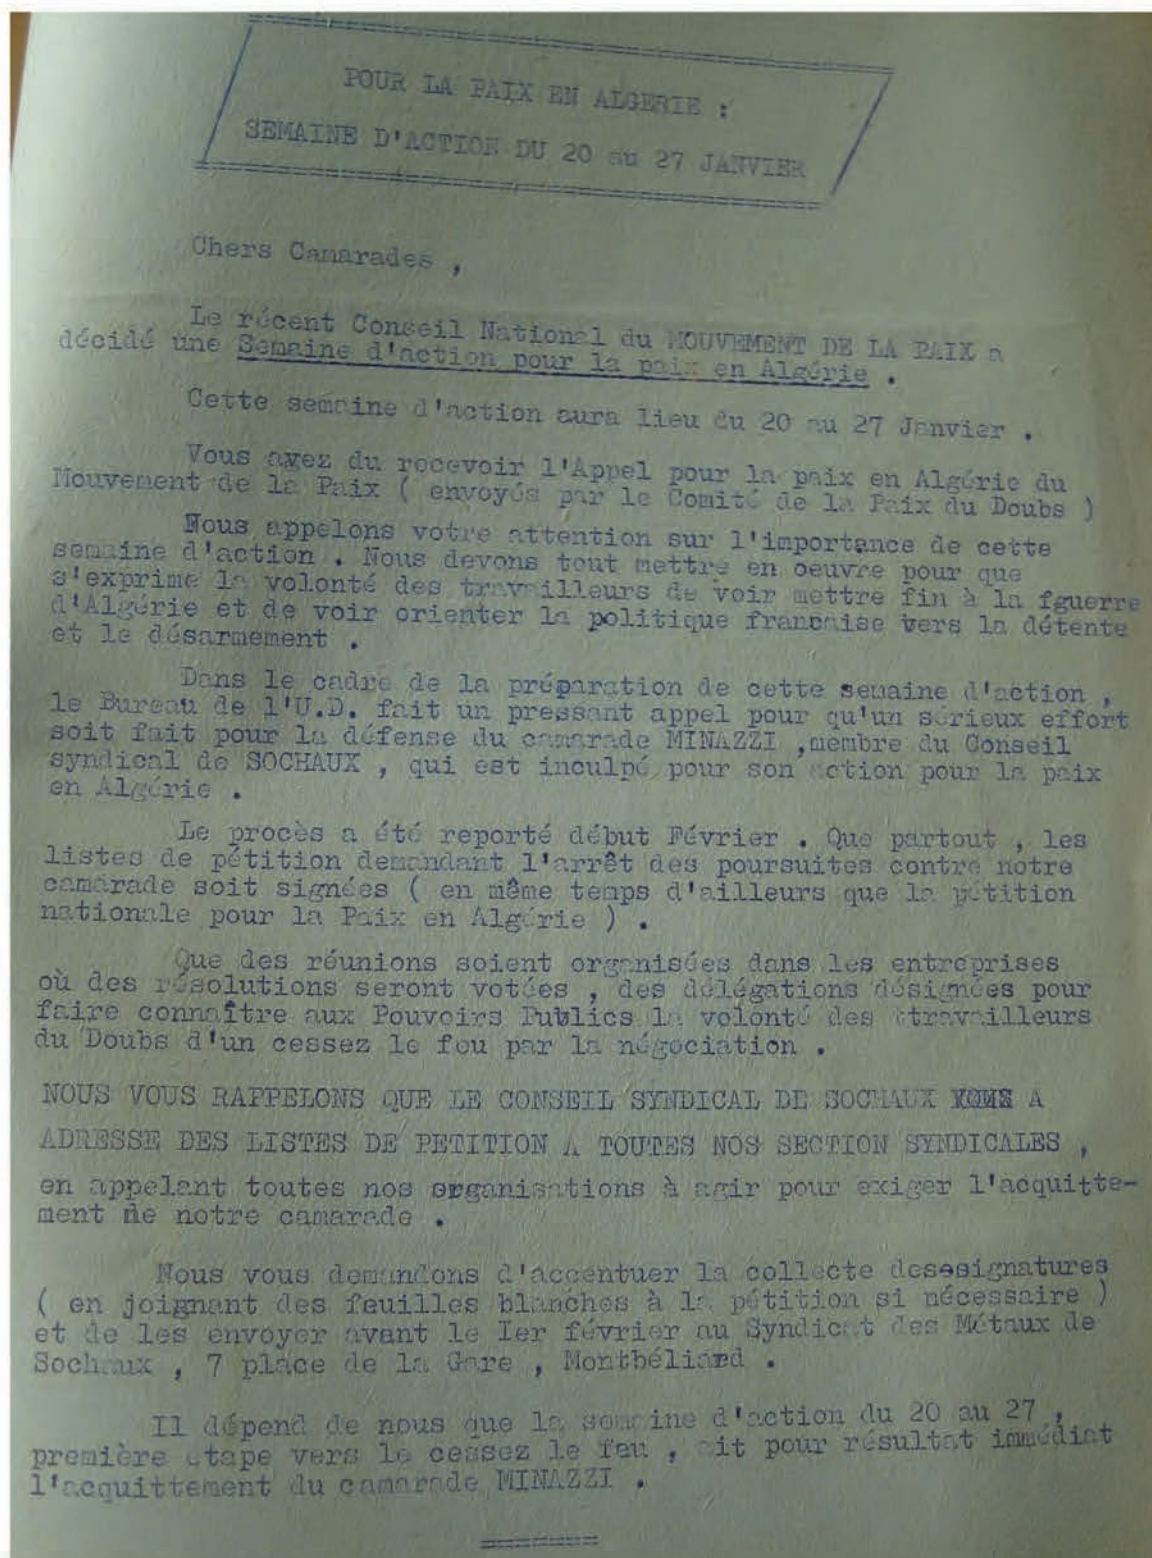 POUR LA PAIX EN ALGERIE :
SEMAINE D'ACTION DU 20 au 27 JANVIER
Chers Camarades ,
Le récent Conseil National du MOUVEMENT DE LA PAIX a
décidé une Semaine d'action pour la paix en Algérie .
Cette semaine d'action aura lieu du 20 au 27 Janvier .
Vous avez du recevoir l'Appel pour la paix en Algérie du
Mouvement de la Paix ( envoyés par le Comité de la Paix du Doubs )
Nous appelons votre attention sur l'importance de cette
semaine d'action . Nous devons tout mettre en oeuvre pour que
s'exprime la volonté des travailleurs de voir mettre fin à la fguerre
d'Algérie et de voir orienter la politique francaise vers la détente
et le désarmement .
Dans le cadre de la préparation de cette semaine d'action ,
le Bureau de l'U.D. fait un pressant appel pour qu'un sérieux effort
soit fait pour la défense du camarade MINAZZI ,membre du Conseil
syndical de SOCHAUX , qui est inculpé pour son action pour la paix
en Algérie .
Le procès a été reporté début Février . Que partout , les
listes de pétition demandant l'arrêt des poursuites contre notre
camarade soit signées ( en même temps d'ailleurs que la pétition
nationale pour la Paix en Algérie ) .
Que des réunions soient organisées dans les entreprises
où des résolutions seront votées , des délégations désignées pour
faire connaître aux Pouvoirs Publics la volonté des travailleurs
du Doubs d'un cessez le feu par la négociation .
NOUS VOUS RAPPELONS QUE LE CONSEIL SYNDICAL DE SOCHAUX A
ADRESSE DES LISTES DE PETITION A TOUTES NOS SECTION SYNDICALES ,
en appelant toutes nos organisations à agir pour exiger l'acquitte-
ment de notre camarade .
Nous vous demandons d'accentuer la collecte desesignatures
( en joignant des feuilles blanches à la pétition si nécessaire )
et de les envoyer avant le Ier février au Syndicat des Métaux de
Sochaux , 7 place de la Gare , Montbéliard .
Il dépend de nous que la semaine d'action du 20 au 27 ,
première etape vers le cessez le feu , ait pour résultat immédiat
l'acquittement du camarade MINAZZI .